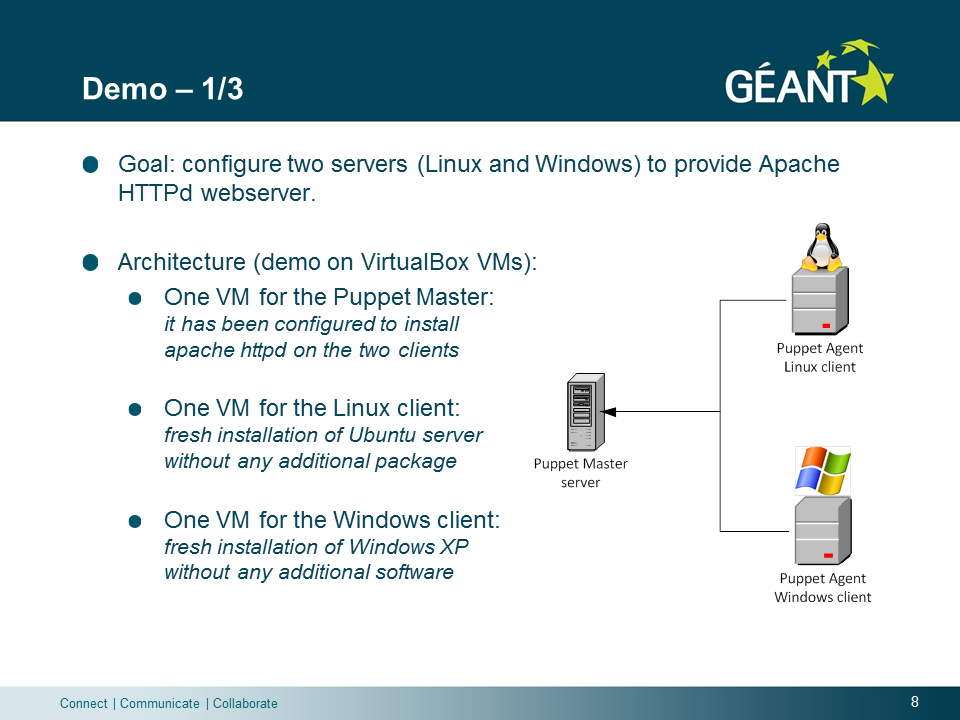 Demo – 1/3
GÉANT
Goal: configure two servers (Linux and Windows) to provide Apache
HTTPd webserver.
Architecture (demo on VirtualBox VMs):
One VM for the Puppet Master:
it has been configured to install
apache httpd on the two clients
One VM for the Linux client:
fresh installation of Ubuntu server
without any additional package
One VM for the Windows client:
fresh installation of Windows XP
without any additional software
Puppet Agent
Linux client
Puppet Master
server
Puppet Agent
Windows client
Connect | Communicate | Collaborate
8